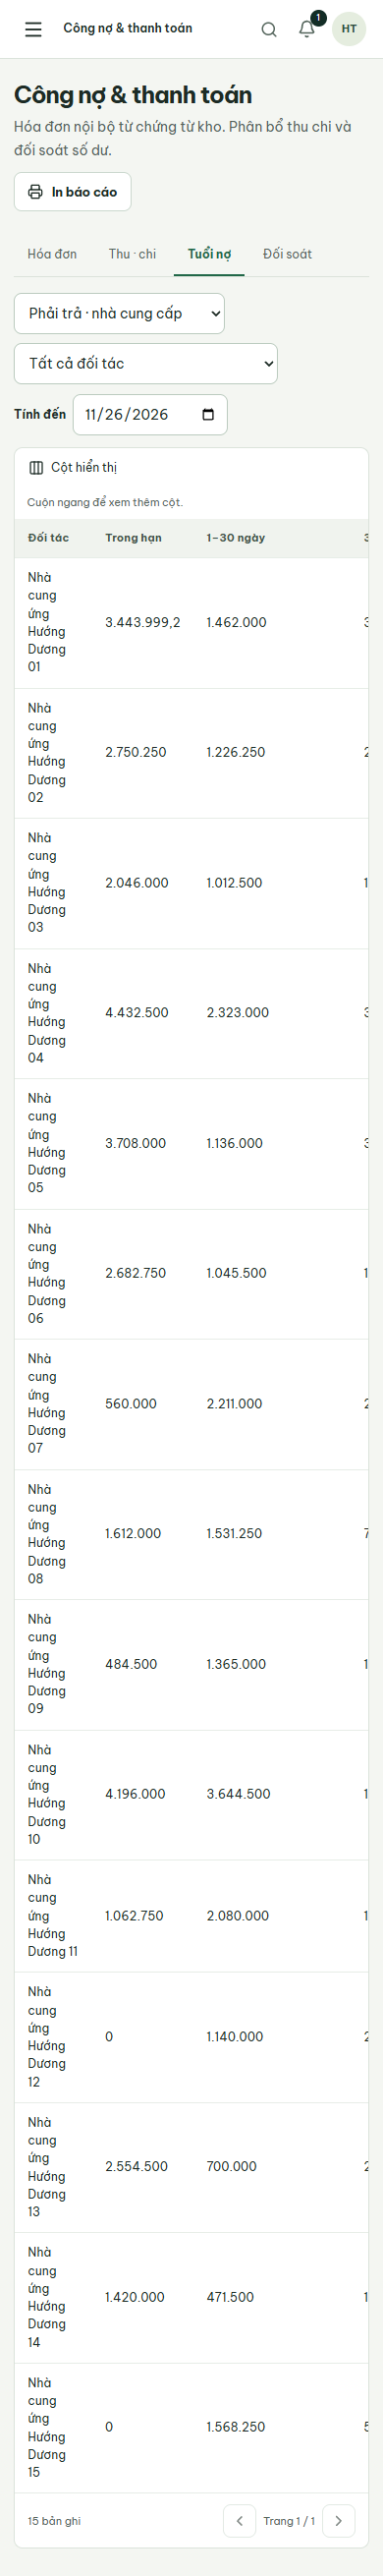 Công nợ & thanh toán
1
HT
Công nợ & thanh toán
Hóa đơn nội bộ từ chứng từ kho. Phân bổ thu chi và
đối soát số dư.
In báo cáo
Hóa đơn Thu · chi Tuổi nợ Đối soát
Phải trả · nhà cung cấp
Tất cả đối tác
Tính đến 11/26/2026
Cột hiển thị
Cuộn ngang để xem thêm cột.
Đối tác Trong hạn 1–30 ngày
Nhà
cung
ứng
Hướng
Dương
01
3.443.999,2 1.462.000
Nhà
cung
ứng
Hướng
Dương
02
2.750.250 1.226.250
Nhà
cung
ứng
Hướng
Dương
03
2.046.000 1.012.500
Nhà
cung
ứng
Hướng
Dương
04
4.432.500 2.323.000
Nhà
cung
ứng
Hướng
Dương
05
3.708.000 1.136.000
Nhà
cung
ứng
Hướng
Dương
06
2.682.750 1.045.500
Nhà
cung
ứng
Hướng
Dương
07
560.000 2.211.000
Nhà
cung
ứng
Hướng
Dương
08
1.612.000 1.531.250
Nhà
cung
ứng
Hướng
Dương
09
484.500 1.365.000
Nhà
cung
ứng
Hướng
Dương
10
4.196.000 3.644.500
Nhà
cung
ứng
Hướng
Dương 11
1.062.750 2.080.000
Nhà
cung
ứng
Hướng
Dương
12
0 1.140.000
Nhà
cung
ứng
Hướng
Dương
13
2.554.500 700.000
Nhà
cung
ứng
Hướng
Dương
14
1.420.000 471.500
Nhà
cung
ứng
Hướng
Dương
15
0 1.568.250
15 bản ghi Trang 1 / 1